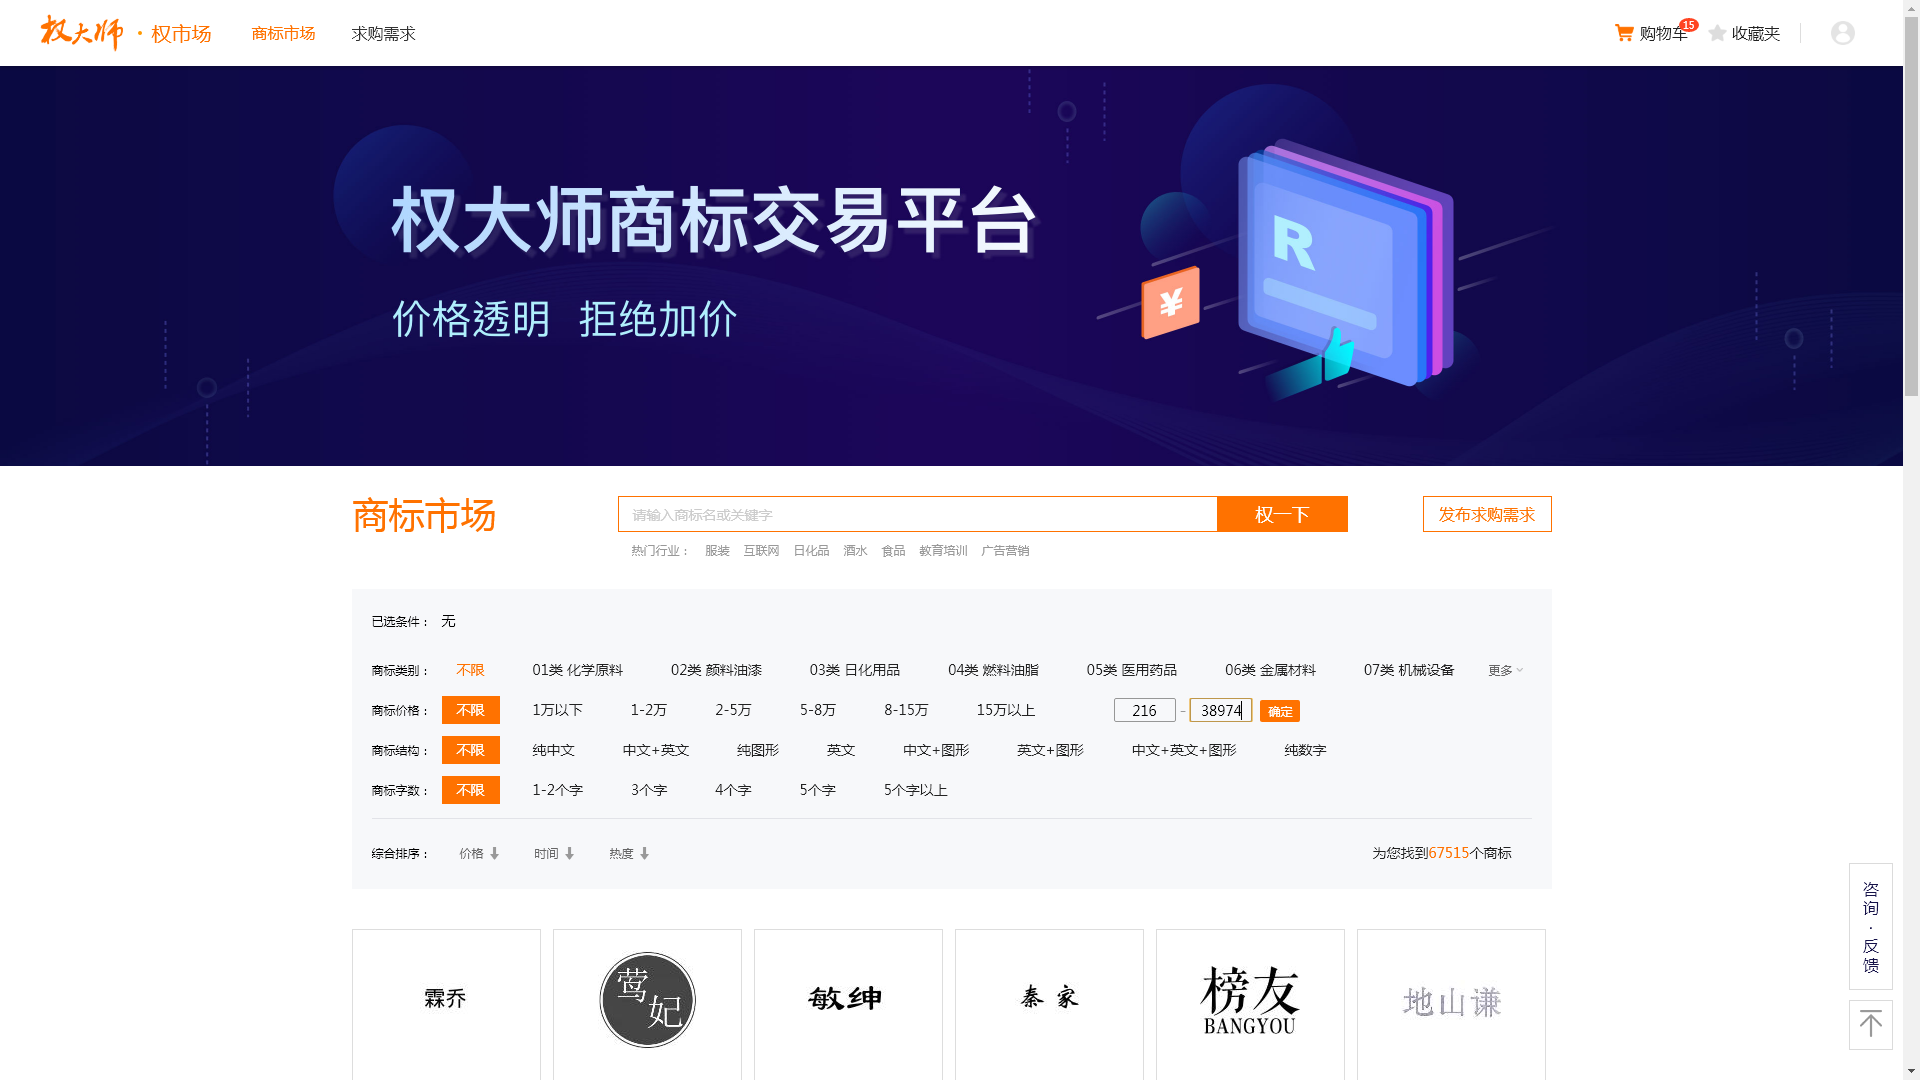 权大师 · 权市场 商标市场 求购需求 购物车 15 收藏夹
权大师商标交易平台
价格透明 拒绝加价
R
¥
商标市场 请输入商标名或关键字 权一下 发布求购需求
热门行业： 服装 互联网 日化品 酒水 食品 教育培训 广告营销
已选条件： 无
商标类别： 不限 01类 化学原料 02类 颜料油漆 03类 日化用品 04类 燃料油脂 05类 医用药品 06类 金属材料 07类 机械设备 更多
商标价格： 不限 1万以下 1-2万 2-5万 5-8万 8-15万 15万以上 216 - 38974 确定
商标结构： 不限 纯中文 中文+英文 纯图形 英文 中文+图形 英文+图形 中文+英文+图形 纯数字
商标字数： 不限 1-2个字 3个字 4个字 5个字 5个字以上
综合排序： 价格 时间 热度 为您找到67515个商标
咨询·反馈
霖乔
莺妃
敏绅
秦家
榜友
BANGYOU
地山谦